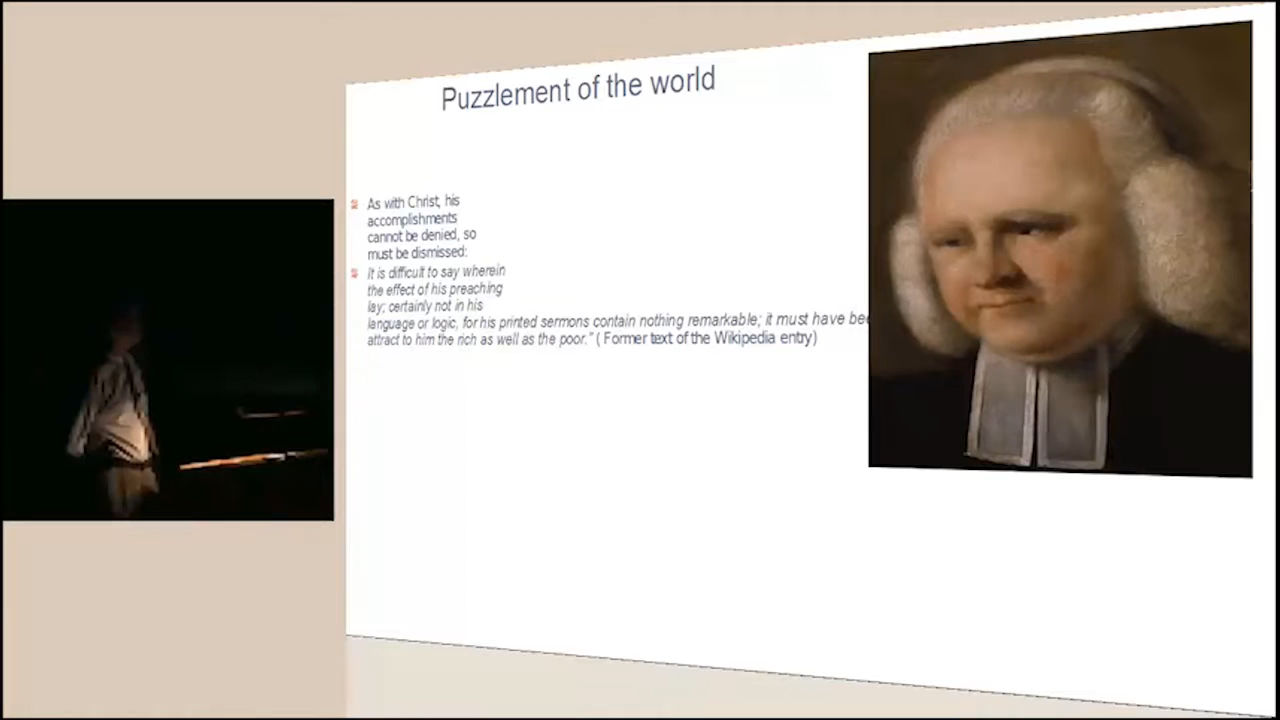 Puzzlement of the world
As with Christ, his
accomplishments
cannot be denied, so
must be dismissed:
It is difficult to say wherein
the effect of his preaching
lay; certainly not in his
language or logic, for his printed sermons contain nothing remarkable; it must have
attract to him the rich as well as the poor." ( Former text of the Wikipedia entry)